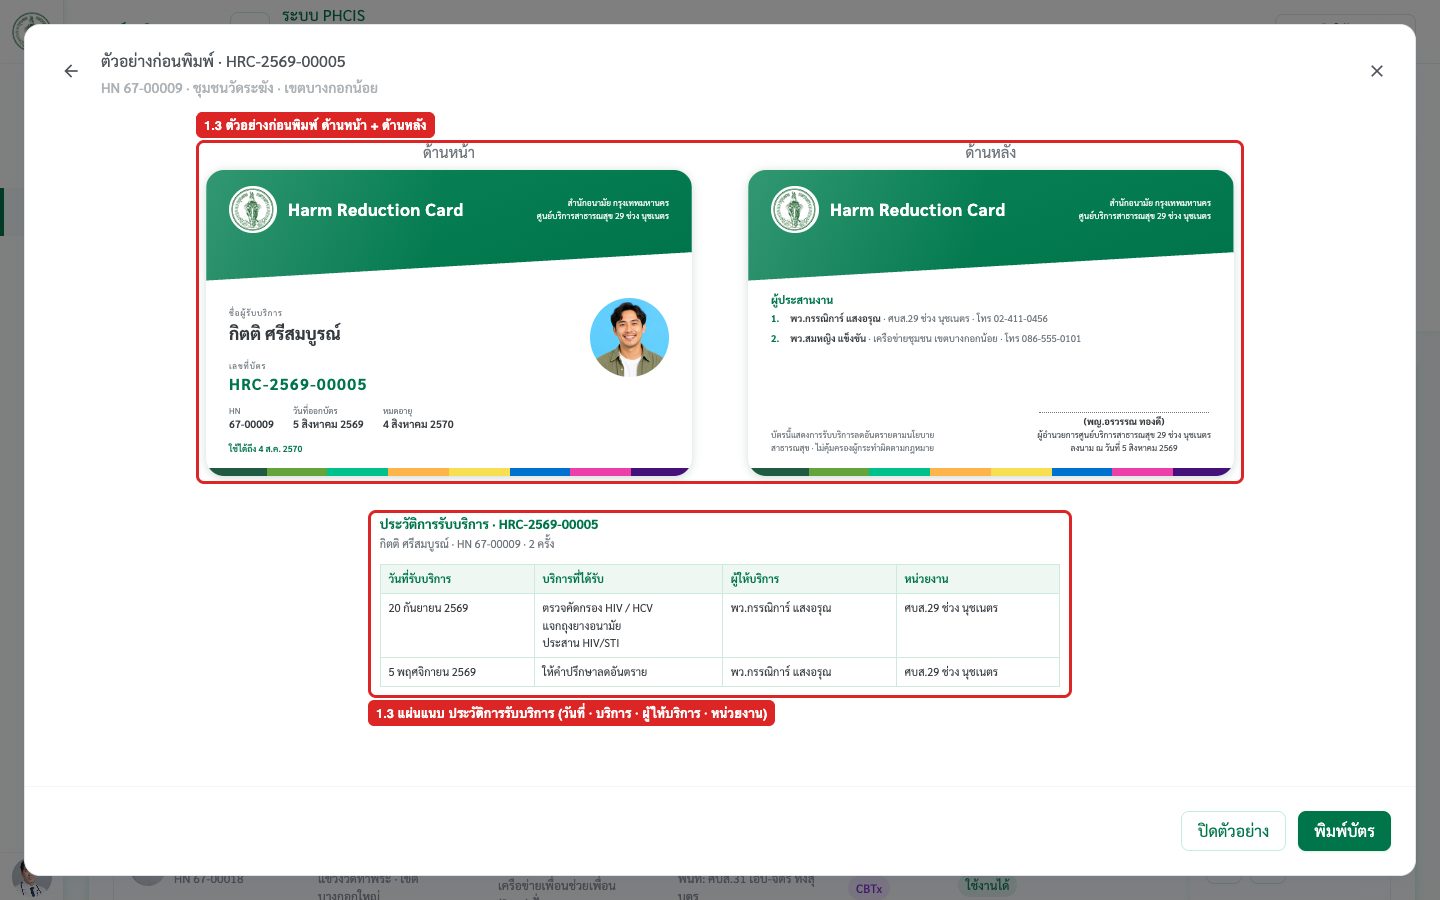 ระบบ PHCIS
ตัวอย่างก่อนพิมพ์ · HRC-2569-00005
HN 67-00009 · ชุมชนวัดระฆัง · เขตบางกอกน้อย
1.3 ตัวอย่างก่อนพิมพ์ ด้านหน้า + ด้านหลัง
ด้านหน้า
Harm Reduction Card
สำนักอนามัย กรุงเทพมหานคร
ศูนย์บริการสาธารณสุข 29 ช่วง นุชเนตร
ชื่อผู้รับบริการ
กิตติ ศรีสมบูรณ์
เลขที่บัตร
HRC-2569-00005
HN วันที่ออกบัตร หมดอายุ
67-00009 5 สิงหาคม 2569 4 สิงหาคม 2570
ใช้ได้ถึง 4 ส.ค. 2570
ด้านหลัง
Harm Reduction Card
สำนักอนามัย กรุงเทพมหานคร
ศูนย์บริการสาธารณสุข 29 ช่วง นุชเนตร
ผู้ประสานงาน
1. พว.กรรณิการ์ แสงอรุณ · ศบส.29 ช่วง นุชเนตร · โทร 02-411-0456
2. พว.สมหญิง แข็งขัน · เครือข่ายชุมชน เขตบางกอกน้อย · โทร 086-555-0101
บัตรนี้แสดงการรับบริการลดอันตรายตามนโยบาย
สาธารณสุข · ไม่คุ้มครองผู้กระทำผิดตามกฎหมาย
(พญ.อรวรรณ ทองดี)
ผู้อำนวยการศูนย์บริการสาธารณสุข 29 ช่วง นุชเนตร
ลงนาม ณ วันที่ 5 สิงหาคม 2569
ประวัติการรับบริการ · HRC-2569-00005
กิตติ ศรีสมบูรณ์ · HN 67-00009 · 2 ครั้ง
วันที่รับบริการ บริการที่ได้รับ ผู้ให้บริการ หน่วยงาน
20 กันยายน 2569 ตรวจคัดกรอง HIV / HCV พว.กรรณิการ์ แสงอรุณ ศบส.29 ช่วง นุชเนตร
แจกถุงยางอนามัย
ประสาน HIV/STI
5 พฤศจิกายน 2569 ให้คำปรึกษาลดอันตราย พว.กรรณิการ์ แสงอรุณ ศบส.29 ช่วง นุชเนตร
1.3 แผ่นแนบ ประวัติการรับบริการ (วันที่ · บริการ · ผู้ให้บริการ · หน่วยงาน)
ปิดตัวอย่าง พิมพ์บัตร
HN 67-00018
เครือข่ายเพื่อนช่วยเพื่อน
CBTx
ใช้งานได้